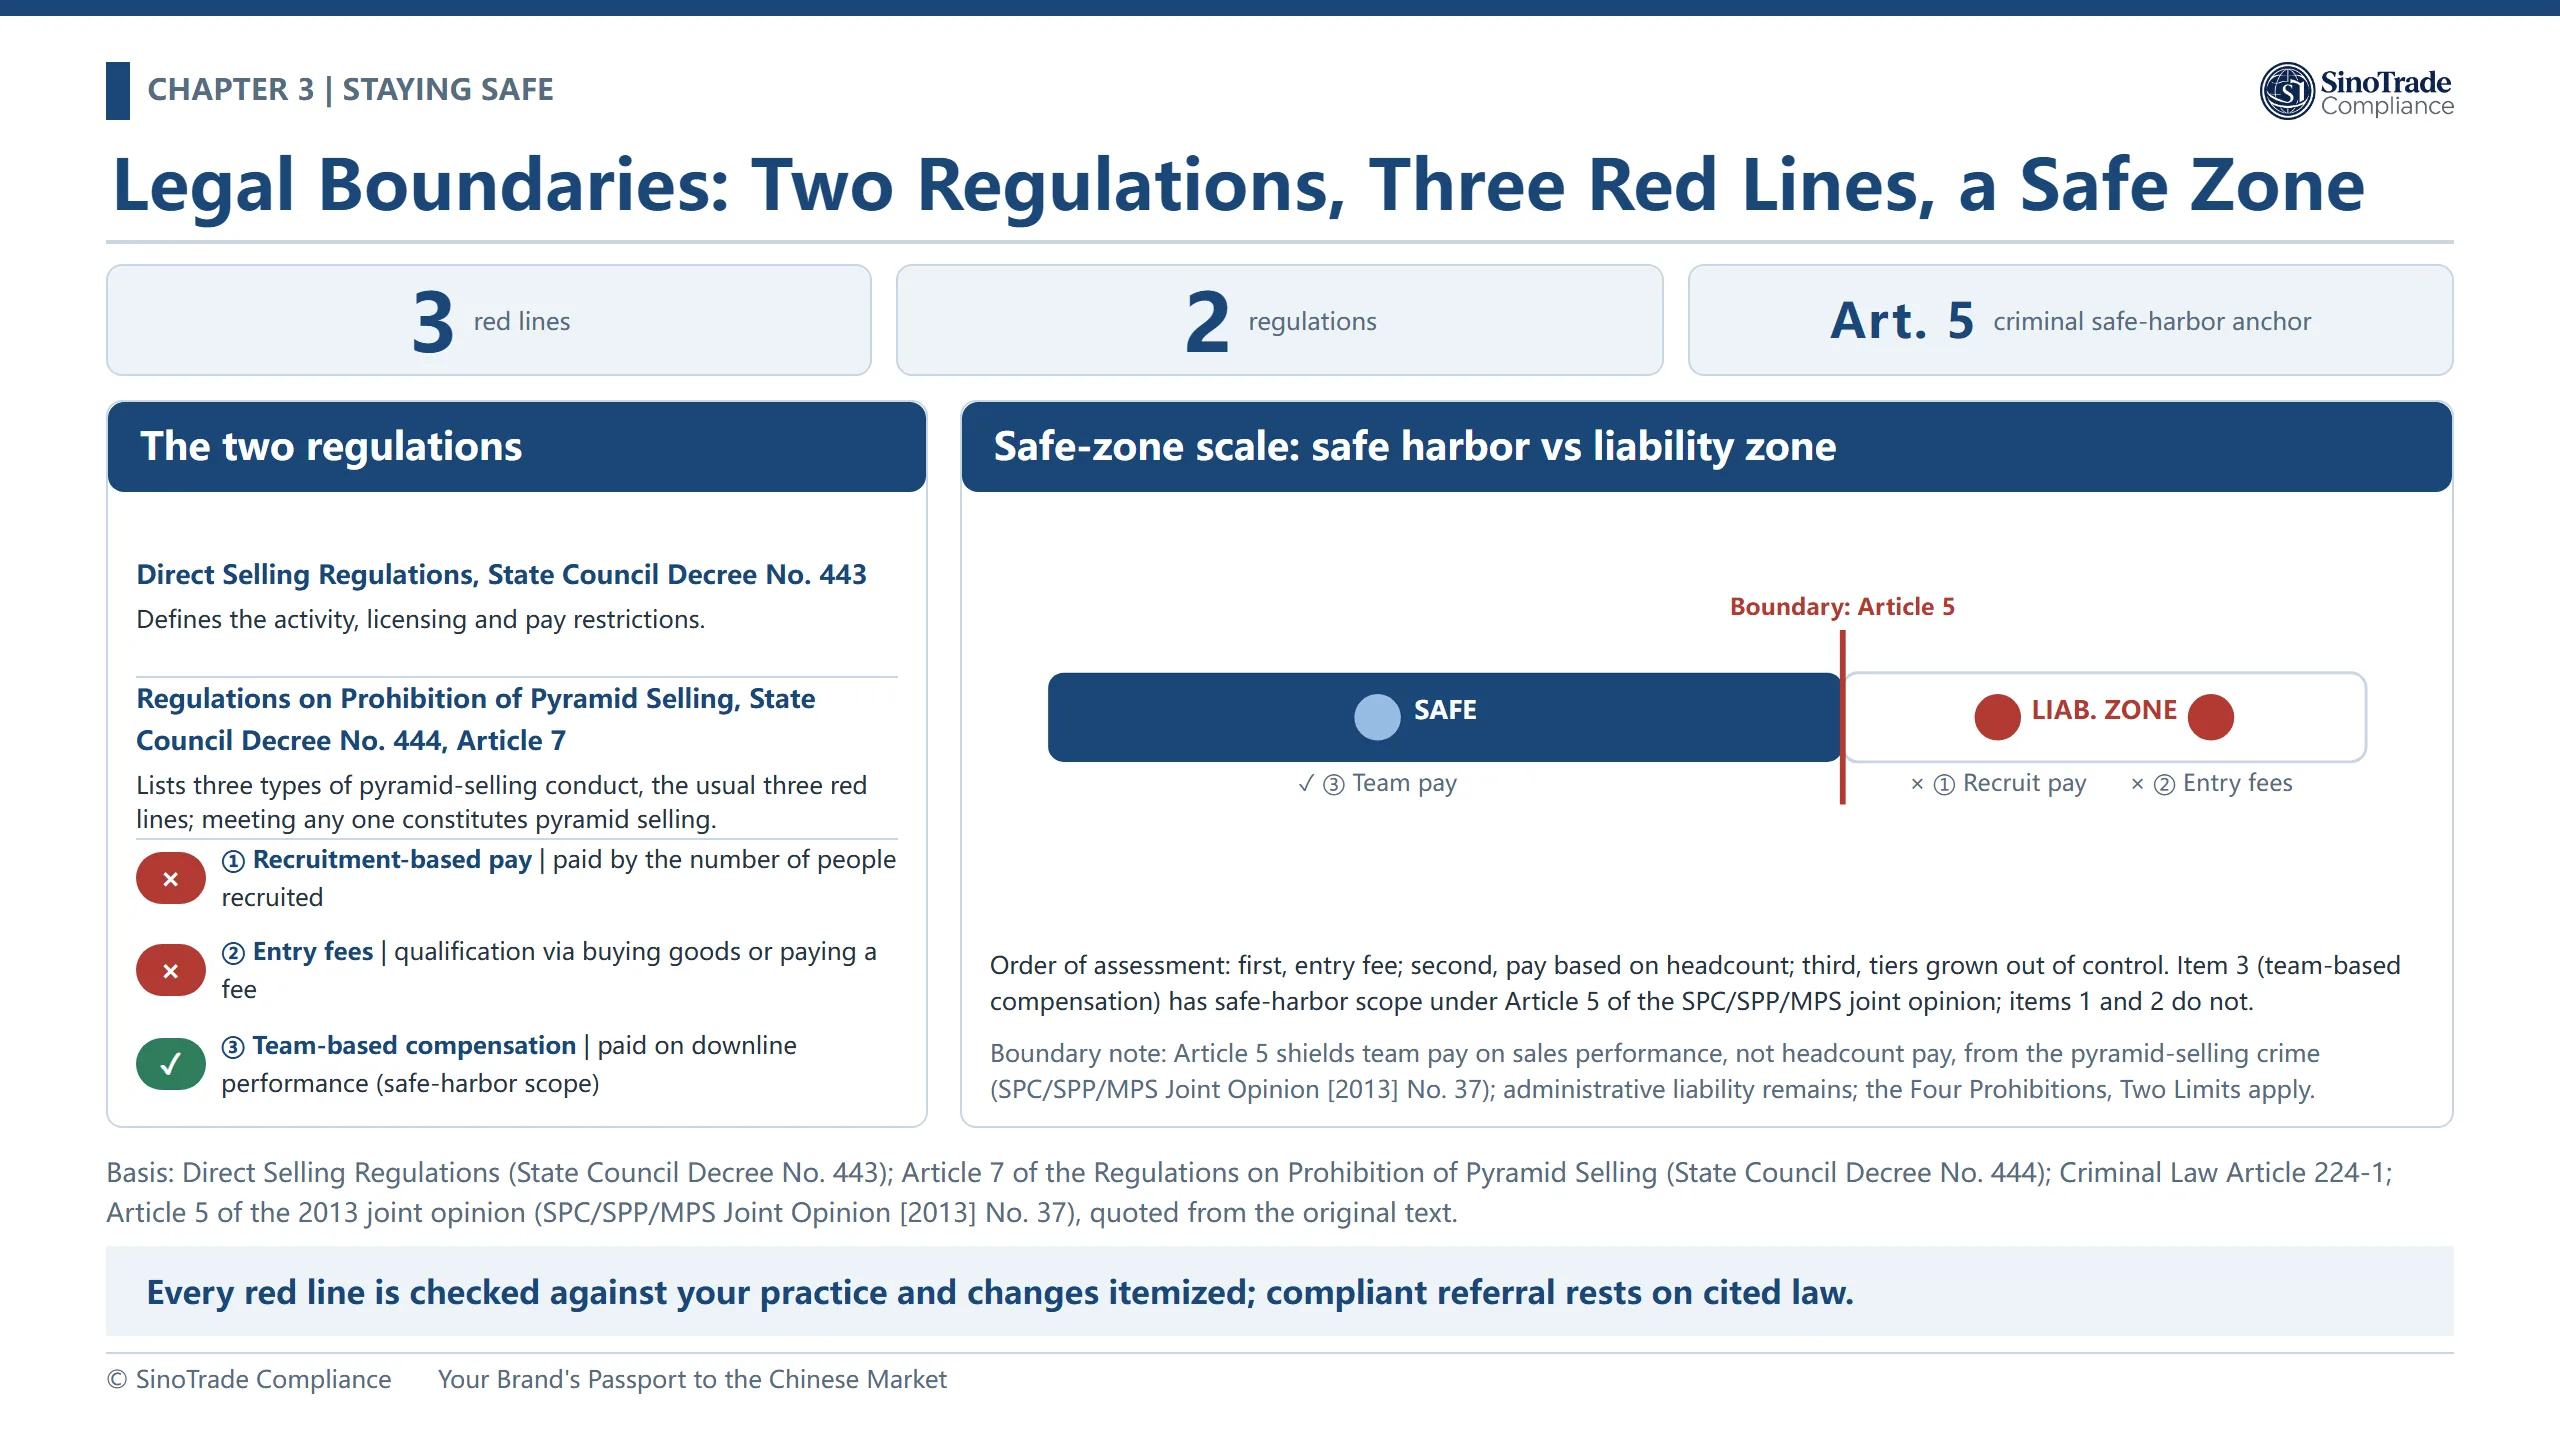 CHAPTER 3 | STAYING SAFE
SinoTrade
Compliance
Legal Boundaries: Two Regulations, Three Red Lines, a Safe Zone
3 red lines
2 regulations
Art. 5 criminal safe-harbor anchor
The two regulations
Direct Selling Regulations, State Council Decree No. 443
Defines the activity, licensing and pay restrictions.
Regulations on Prohibition of Pyramid Selling, State
Council Decree No. 444, Article 7
Lists three types of pyramid-selling conduct, the usual three red
lines; meeting any one constitutes pyramid selling.
× ① Recruitment-based pay | paid by the number of people
recruited
× ② Entry fees | qualification via buying goods or paying a
fee
✓ ③ Team-based compensation | paid on downline
performance (safe-harbor scope)
Safe-zone scale: safe harbor vs liability zone
Boundary: Article 5
SAFE
LIAB. ZONE
✓ ③ Team pay
× ① Recruit pay
× ② Entry fees
Order of assessment: first, entry fee; second, pay based on headcount; third, tiers grown out of control. Item 3 (team-based
compensation) has safe-harbor scope under Article 5 of the SPC/SPP/MPS joint opinion; items 1 and 2 do not.
Boundary note: Article 5 shields team pay on sales performance, not headcount pay, from the pyramid-selling crime
(SPC/SPP/MPS Joint Opinion [2013] No. 37); administrative liability remains; the Four Prohibitions, Two Limits apply.
Basis: Direct Selling Regulations (State Council Decree No. 443); Article 7 of the Regulations on Prohibition of Pyramid Selling (State Council Decree No. 444); Criminal Law Article 224-1;
Article 5 of the 2013 joint opinion (SPC/SPP/MPS Joint Opinion [2013] No. 37), quoted from the original text.
Every red line is checked against your practice and changes itemized; compliant referral rests on cited law.
© SinoTrade Compliance Your Brand's Passport to the Chinese Market